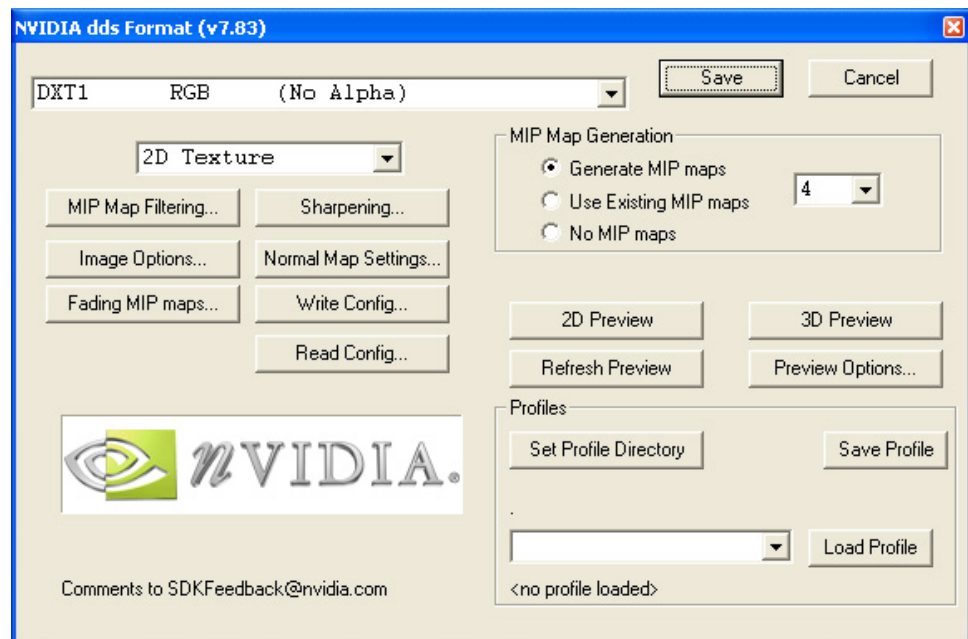 NVIDIA dds Format (v7.83)
DXT1 RGB (No Alpha)
Save
Cancel
2D Texture
MIP Map Generation
Generate MIP maps
Use Existing MIP maps
No MIP maps
4
MIP Map Filtering...
Sharpening...
Image Options...
Normal Map Settings...
Fading MIP maps...
Write Config...
Read Config...
2D Preview
3D Preview
Refresh Preview
Preview Options...
Profiles
Set Profile Directory
Save Profile
.
Load Profile
<no profile loaded>
nVIDIA®
Comments to SDKFeedback@nvidia.com